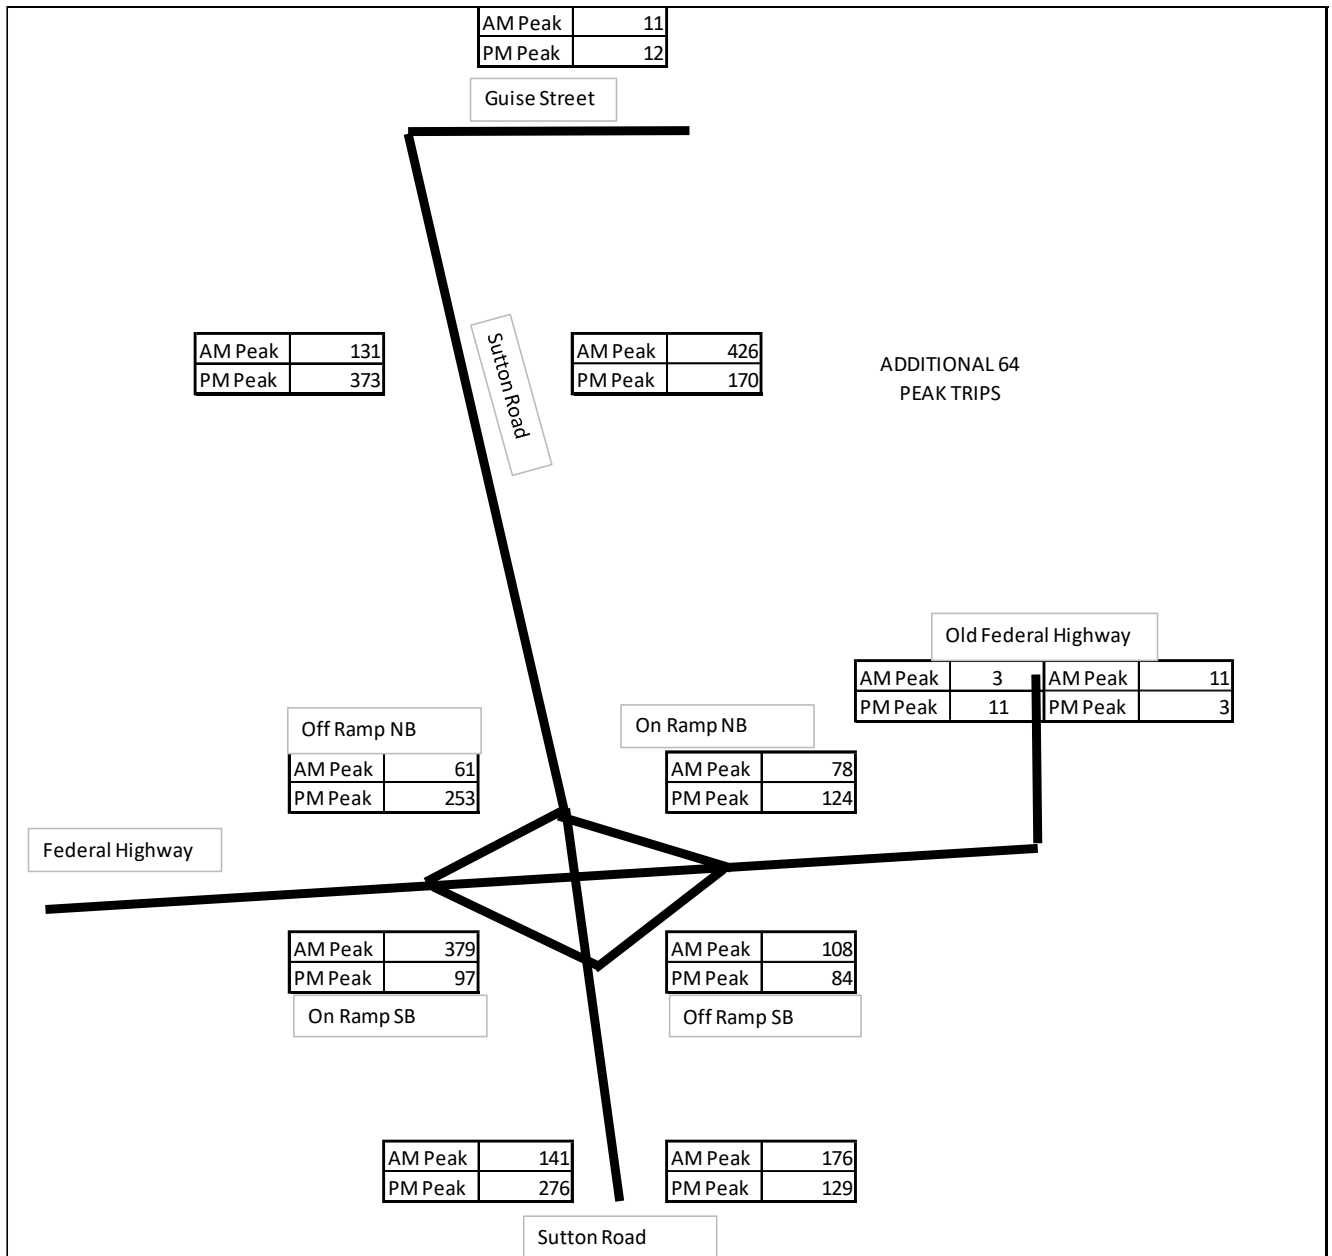 AM Peak 11
PM Peak 12
Guise Street
AM Peak 131
PM Peak 373
Sutton Road
AM Peak 426
PM Peak 170
ADDITIONAL 64
PEAK TRIPS
Old Federal Highway
AM Peak 3 AM Peak 11
PM Peak 11 PM Peak 3
Off Ramp NB
AM Peak 61
PM Peak 253
On Ramp NB
AM Peak 78
PM Peak 124
Federal Highway
AM Peak 379
PM Peak 97
On Ramp SB
AM Peak 108
PM Peak 84
Off Ramp SB
AM Peak 141
PM Peak 276
AM Peak 176
PM Peak 129
Sutton Road